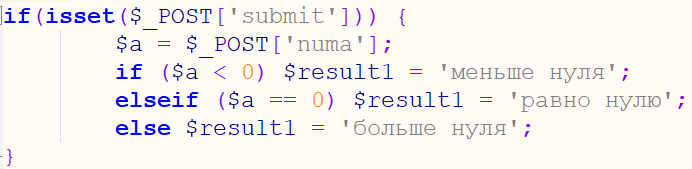 if(isset($_POST['submit'])) {
$a = $_POST['numa'];
if ($a < 0) $result1 = 'меньше нуля';
elseif ($a == 0) $result1 = 'равно нулю';
else $result1 = 'больше нуля';
}